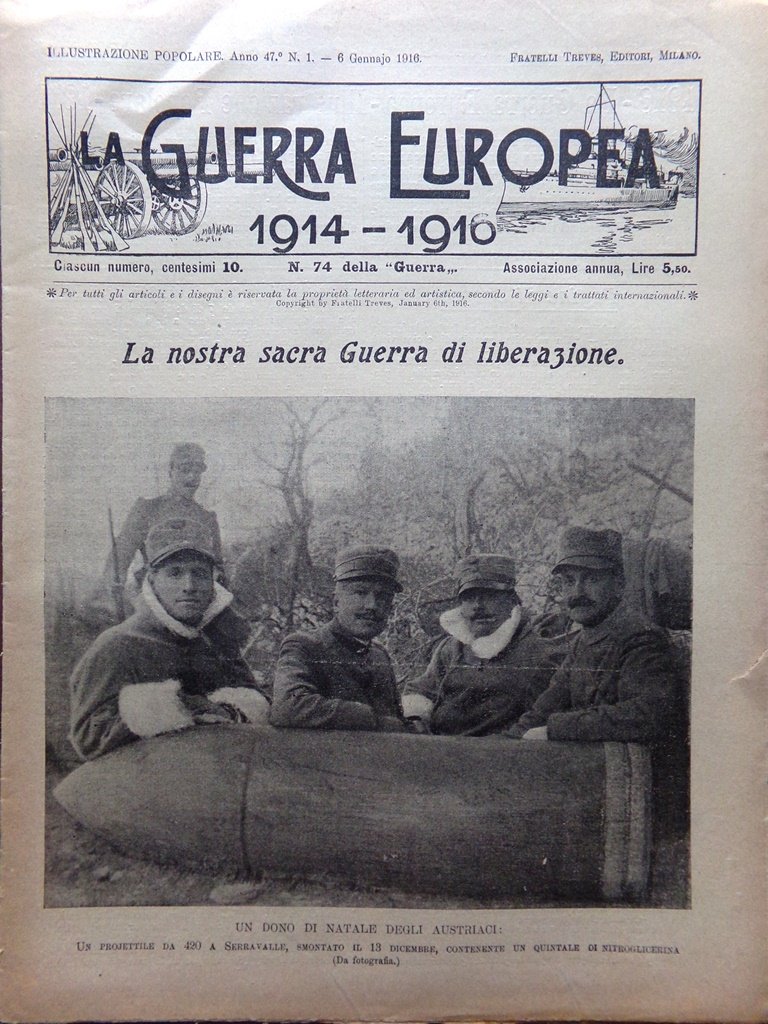 ILLUSTRAZIONE POPOLARE. Anno 47.º N. 1. — 6 Gennaio 1916. FRATELLI TREVES, EDITORI, MILANO.
LA GUERRA EUROPEA
1914-1916
Ciascun numero, centesimi 10. N. 74 della "Guerra„. Associazione annua, Lire 5,50.
* Per tutti gli articoli e i disegni è riservata la proprietà letteraria ed artistica, secondo le leggi e i trattati internazionali. *
Copyright by Fratelli Treves, January 6th, 1916.
La nostra sacra Guerra di liberazione.
UN DONO DI NATALE DEGLI AUSTRIACI:
UN PROJETTILE DA 420 A SERRAVALLE, SMONTATO IL 13 DICEMBRE, CONTENENTE UN QUINTALE DI NITROGLICERINA
(Da fotografia.)